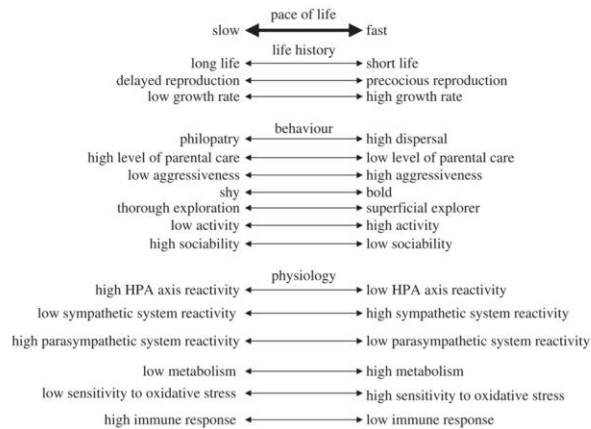 pace of life
slow fast
life history
long life short life
delayed reproduction precocious reproduction
low growth rate high growth rate
behaviour
philopatry high dispersal
high level of parental care low level of parental care
low aggressiveness high aggressiveness
shy bold
thorough exploration superficial explorer
low activity high activity
high sociability low sociability
physiology
high HPA axis reactivity low HPA axis reactivity
low sympathetic system reactivity high sympathetic system reactivity
high parasympathetic system reactivity low parasympathetic system reactivity
low metabolism high metabolism
low sensitivity to oxidative stress high sensitivity to oxidative stress
high immune response low immune response